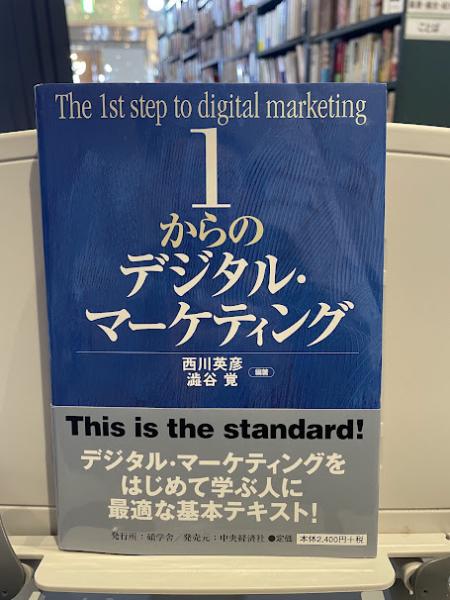 The 1st step to digital marketing
1
からの
デジタル・
マーケティング
西川英彦
澁谷 覚
編著
This is the standard!
デジタル・マーケティングを
はじめて学ぶ人に
最適な基本テキスト!
発行所:碩学舎/発売元:中央経済社 ●定価 本体2,400円+税
ことば